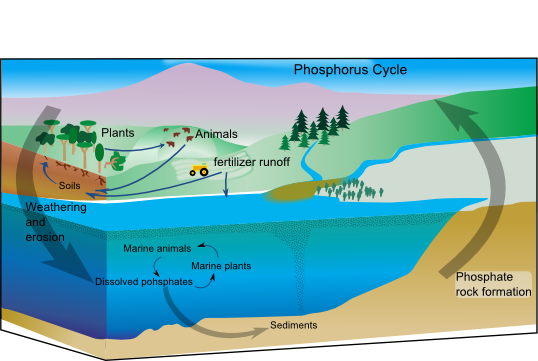 Phosphorus Cycle
Plants
Animals
fertilizer runoff
Soils
Weathering
and
erosion
Marine animals
Marine plants
Dissolved pohsphates
Phosphate
rock formation
Sediments